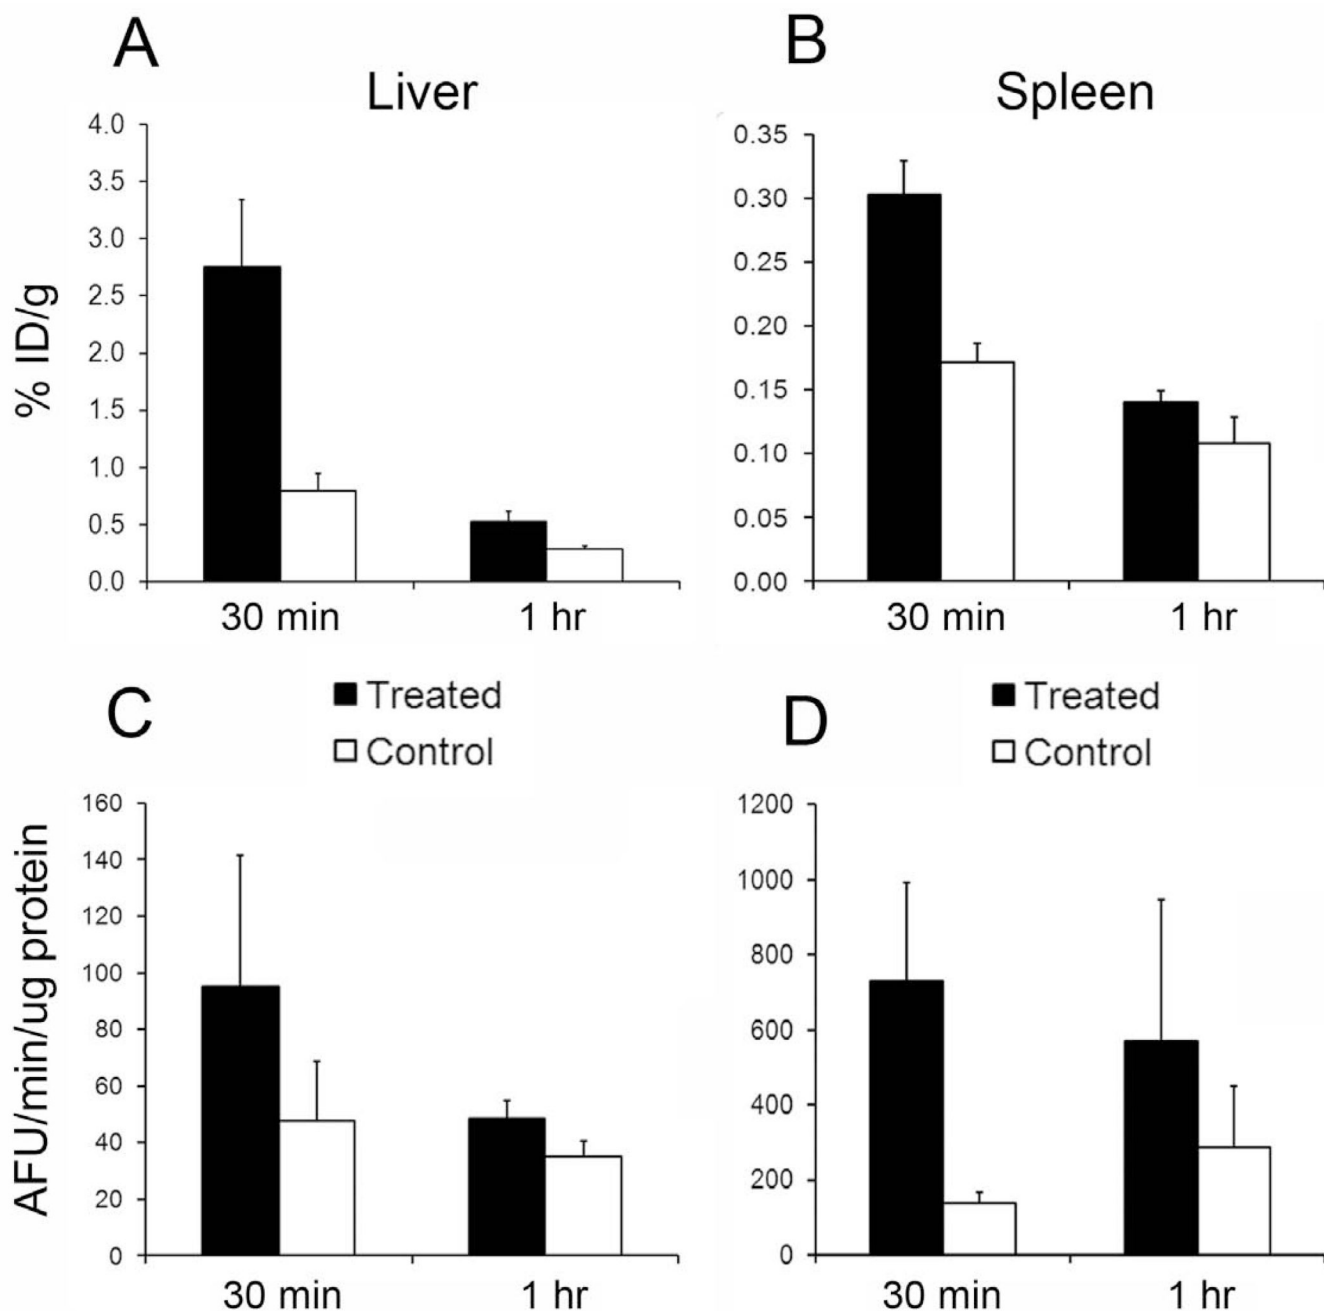 A
Liver
4.0
3.5
3.0
2.5
2.0
1.5
1.0
0.5
0.0
% ID/g
30 min
1 hr
B
Spleen
0.35
0.30
0.25
0.20
0.15
0.10
0.05
0.00
30 min
1 hr
C
Treated
Control
160
140
120
100
80
60
40
20
0
AFU/min/ug protein
30 min
1 hr
D
Treated
Control
1200
1000
800
600
400
200
0
30 min
1 hr